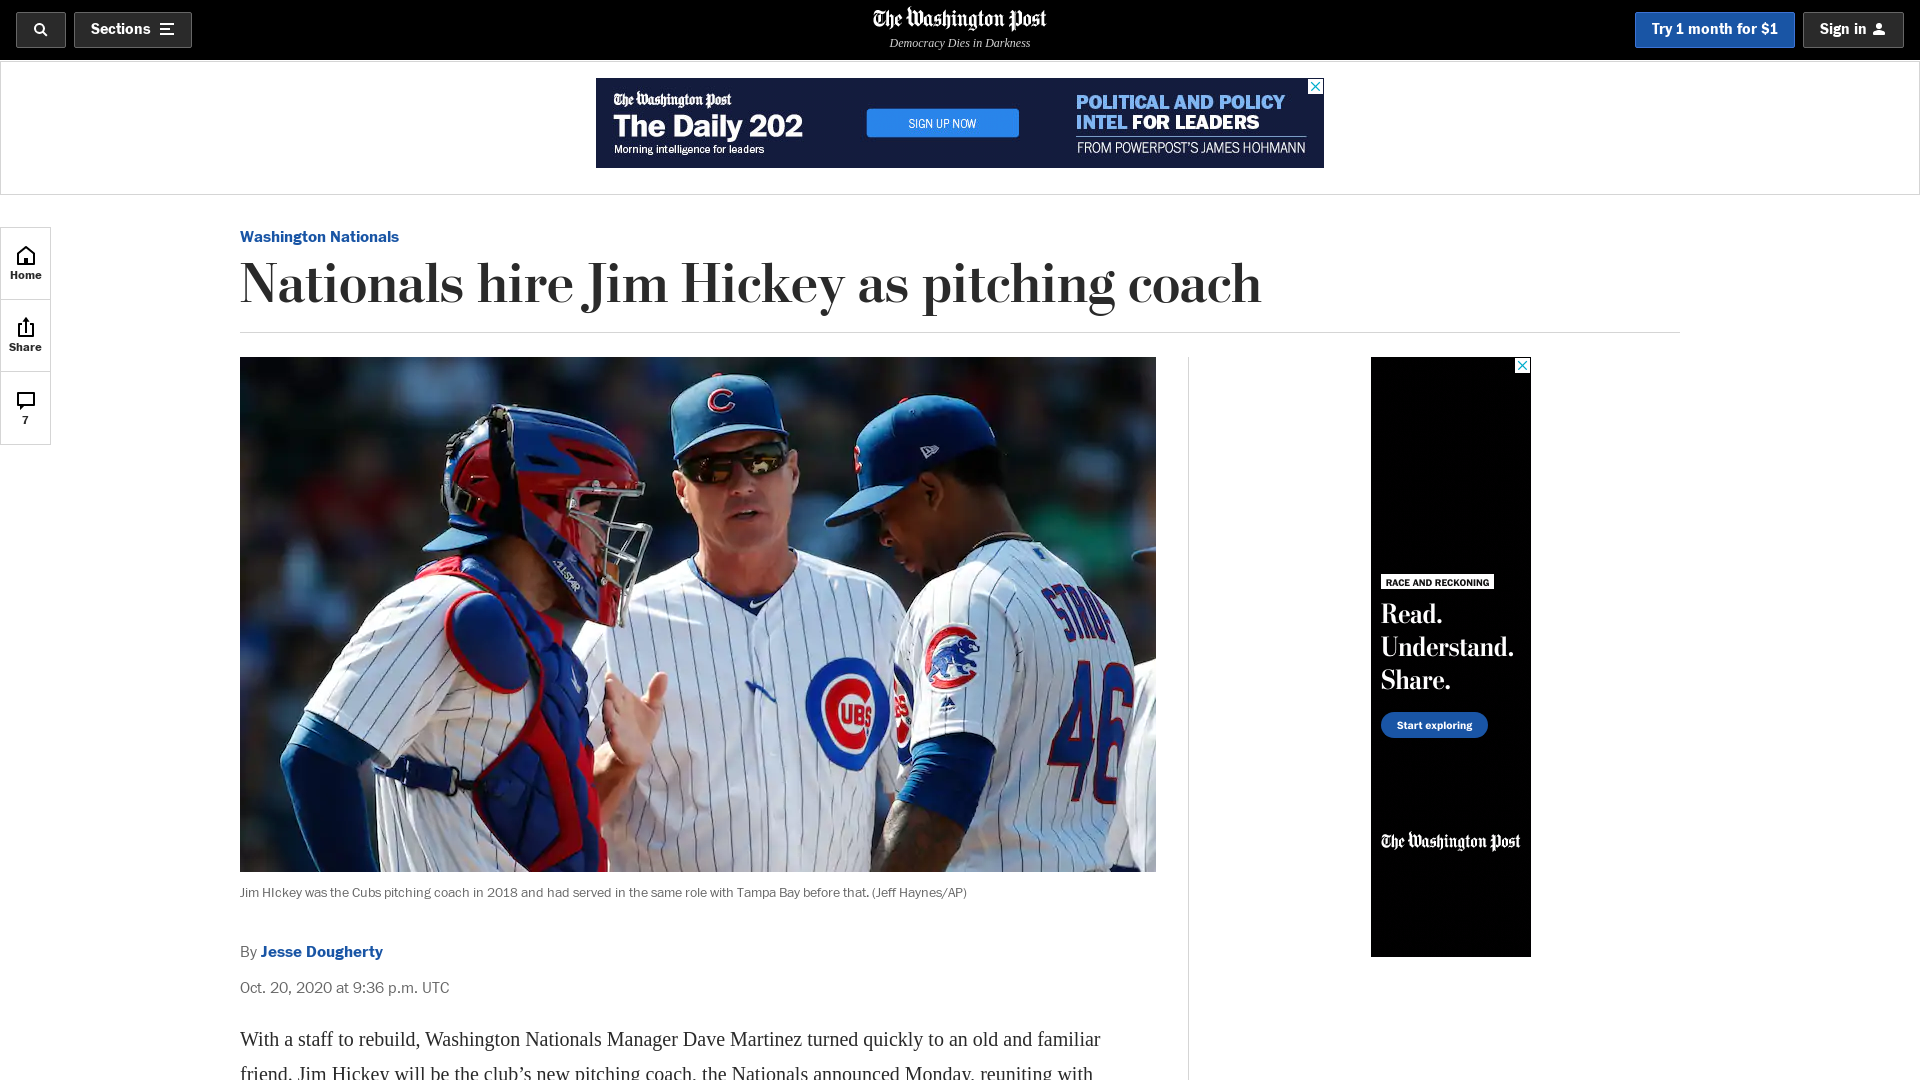 Sections
The Washington Post
Democracy Dies in Darkness
Try 1 month for $1
Sign in
The Washington Post
The Daily 202
Morning intelligence for leaders
SIGN UP NOW
POLITICAL AND POLICY
INTEL FOR LEADERS
FROM POWERPOST'S JAMES HOHMANN
Home
Share
7
Washington Nationals
Nationals hire Jim Hickey as pitching coach
C
ALL-STAR
CUBS
STROP
46
Jim HIckey was the Cubs pitching coach in 2018 and had served in the same role with Tampa Bay before that. (Jeff Haynes/AP)
By Jesse Dougherty
Oct. 20, 2020 at 9:36 p.m. UTC
With a staff to rebuild, Washington Nationals Manager Dave Martinez turned quickly to an old and familiar
friend. Jim Hickey will be the club’s new pitching coach, the Nationals announced Monday, reuniting with
RACE AND RECKONING
Read.
Understand.
Share.
Start exploring
The Washington Post